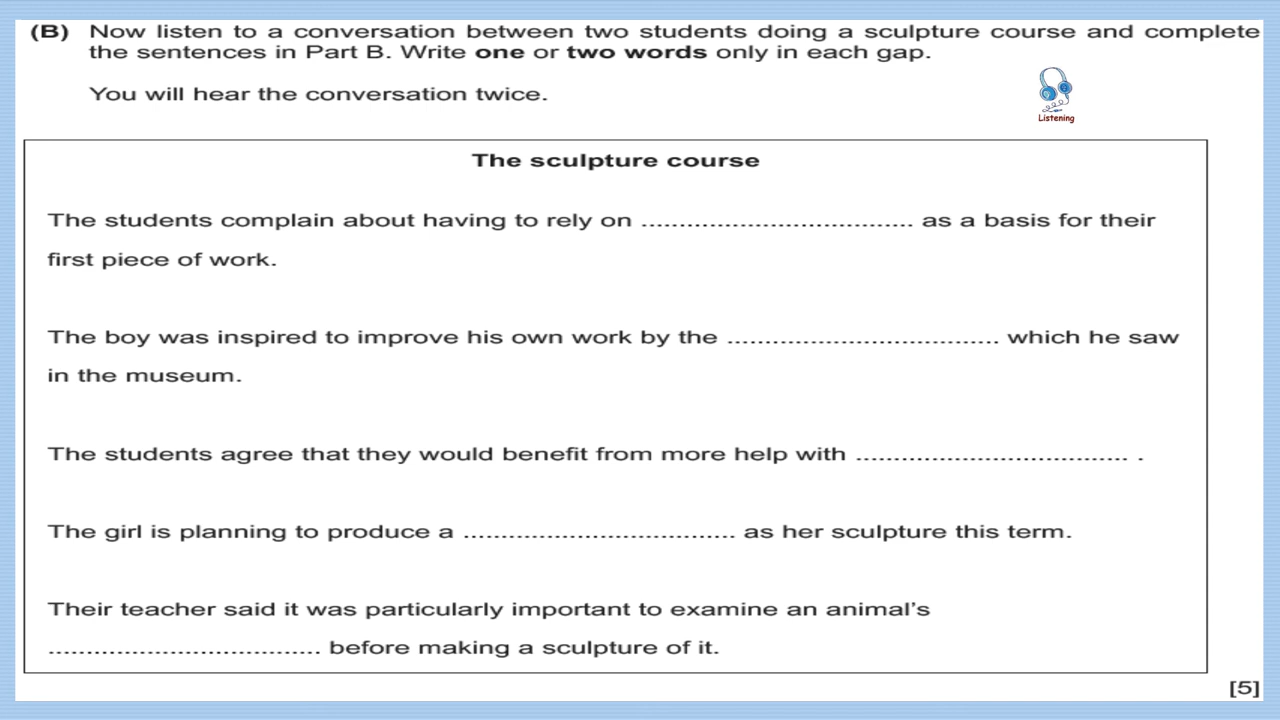 (B) Now listen to a conversation between two students doing a sculpture course and complete
the sentences in Part B. Write one or two words only in each gap.
You will hear the conversation twice.
Listening
The sculpture course
The students complain about having to rely on .................................... as a basis for their
first piece of work.
The boy was inspired to improve his own work by the .................................... which he saw
in the museum.
The students agree that they would benefit from more help with .................................... .
The girl is planning to produce a .................................... as her sculpture this term.
Their teacher said it was particularly important to examine an animal’s
.................................... before making a sculpture of it.
[5]